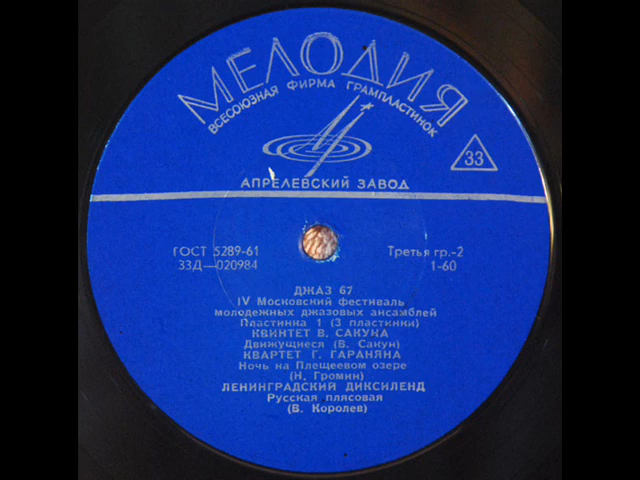 МЕЛОДИЯ
ВСЕСОЮЗНАЯ ФИРМА ГРАМПЛАСТИНОК
33
АПРЕЛЕВСКИЙ ЗАВОД
ГОСТ 5289-61
33Д—020984
Третья гр.-2
1-60
ДЖАЗ 67
IV Московский фестиваль
молодежных джазовых ансамблей
Пластинка 1 (3 пластинки)
КВИНТЕТ В. САКУНА
Движущиеся (В. Сакун)
КВАРТЕТ Г. ГАРАНЯНА
Ночь на Плещеевом озере
(Н. Громин)
ЛЕНИНГРАДСКИЙ ДИКСИЛЕНД
Русская плясовая
(В. Королев)